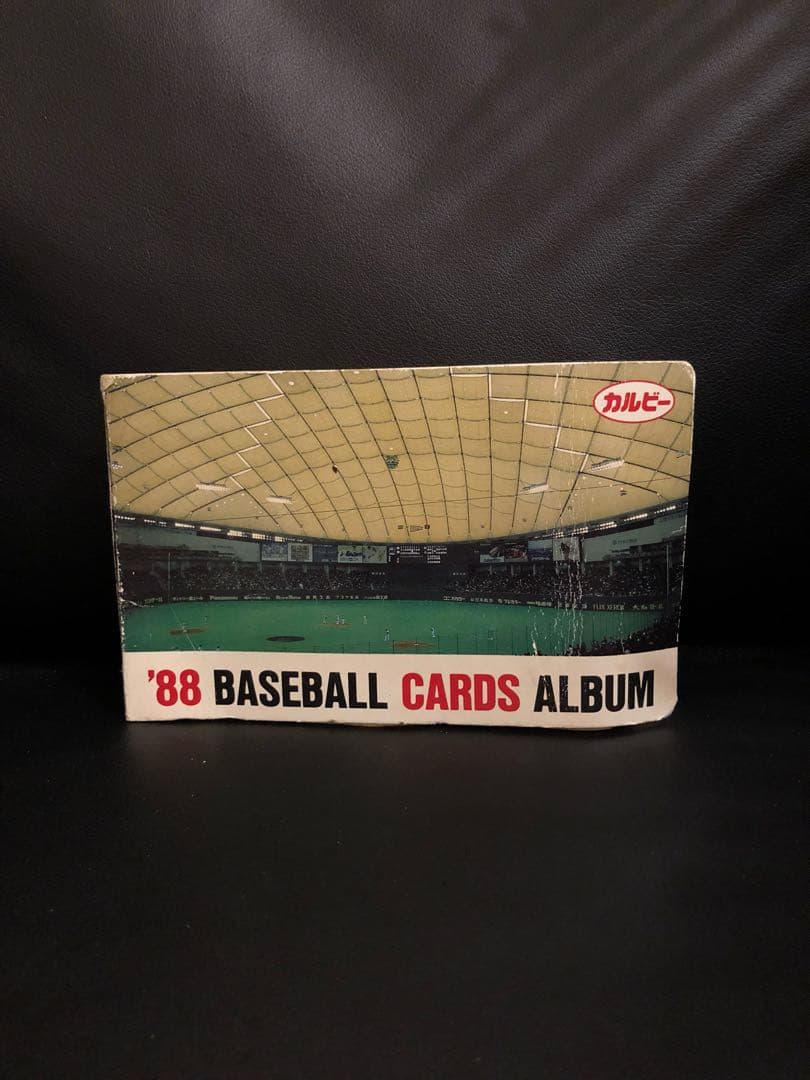 カルビー
'88 BASEBALL CARDS ALBUM